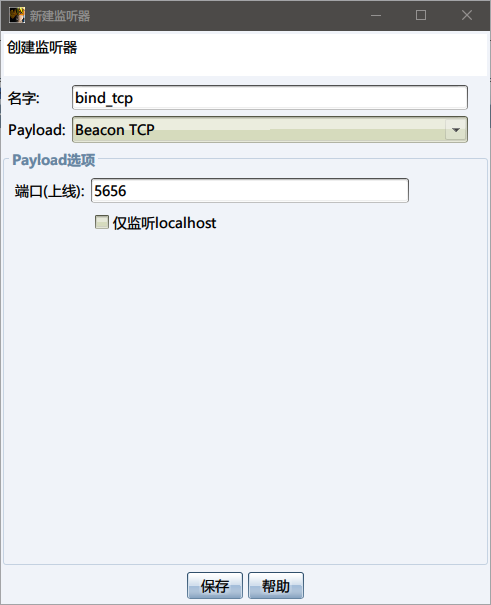 新建监听器
创建监听器
名字: bind_tcp
Payload: Beacon TCP
Payload选项
端口(上线): 5656
仅监听localhost
保存 帮助